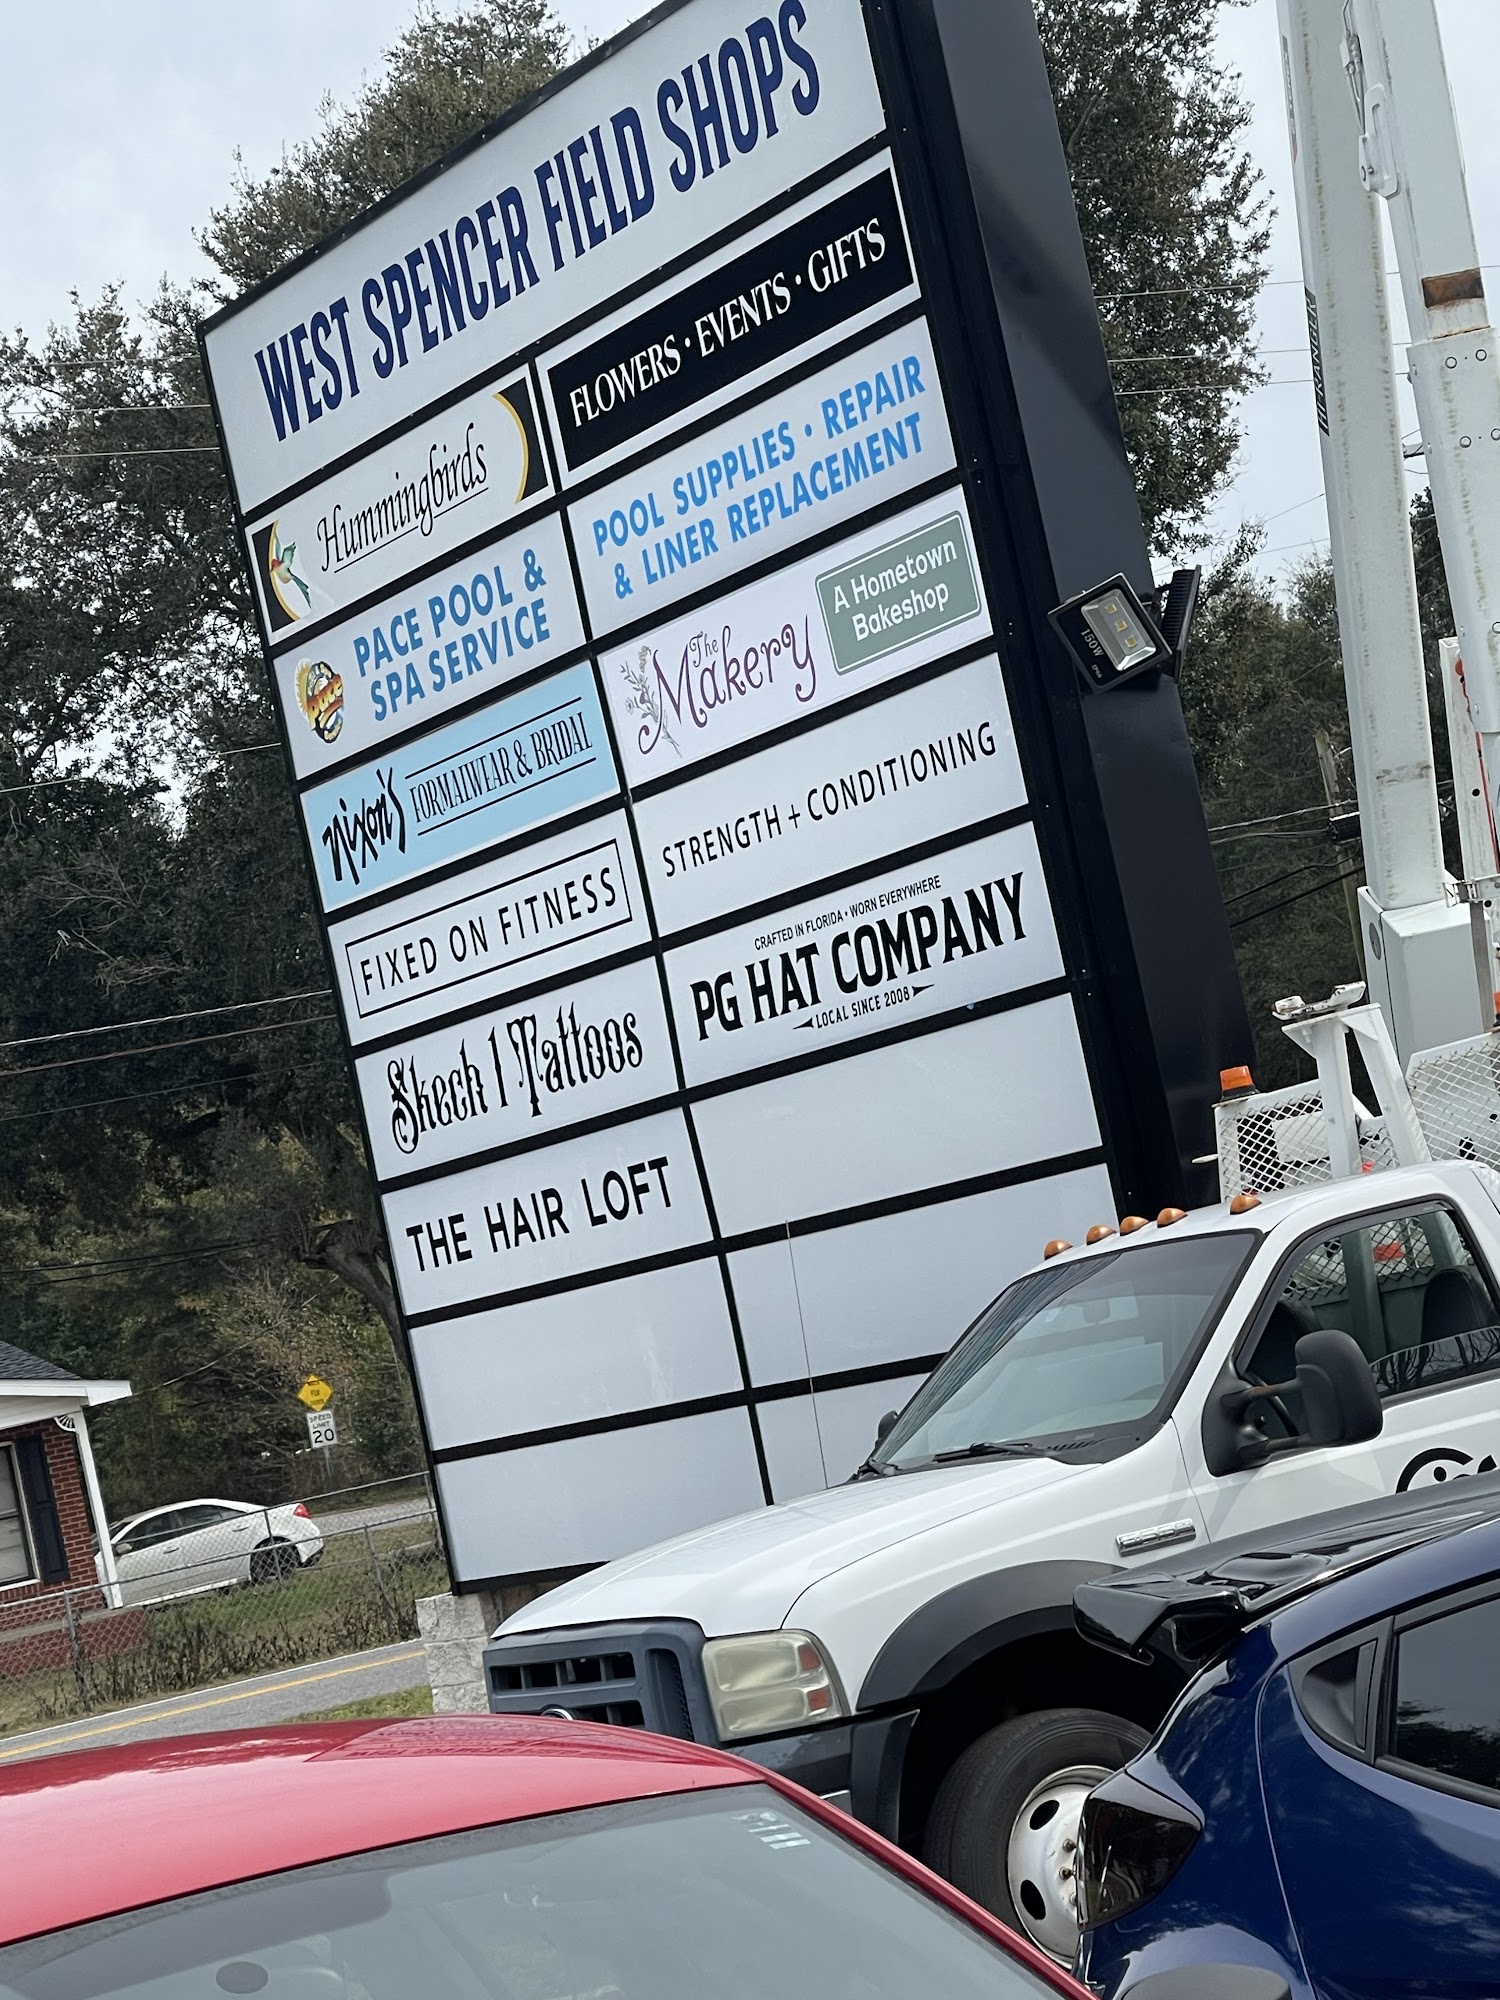 WEST SPENCER FIELD SHOPS
Hummingbirds
FLOWERS • EVENTS • GIFTS
Pace
PACE POOL &
SPA SERVICE
POOL SUPPLIES • REPAIR
& LINER REPLACEMENT
nixon's
FORMALWEAR & BRIDAL
The
Makery
A Hometown
Bakeshop
FIXED ON FITNESS
STRENGTH + CONDITIONING
Skech 1 Tattoos
CRAFTED IN FLORIDA • WORN EVERYWHERE
PG HAT COMPANY
LOCAL SINCE 2008
THE HAIR LOFT
150W
SPEED
LIMIT
20